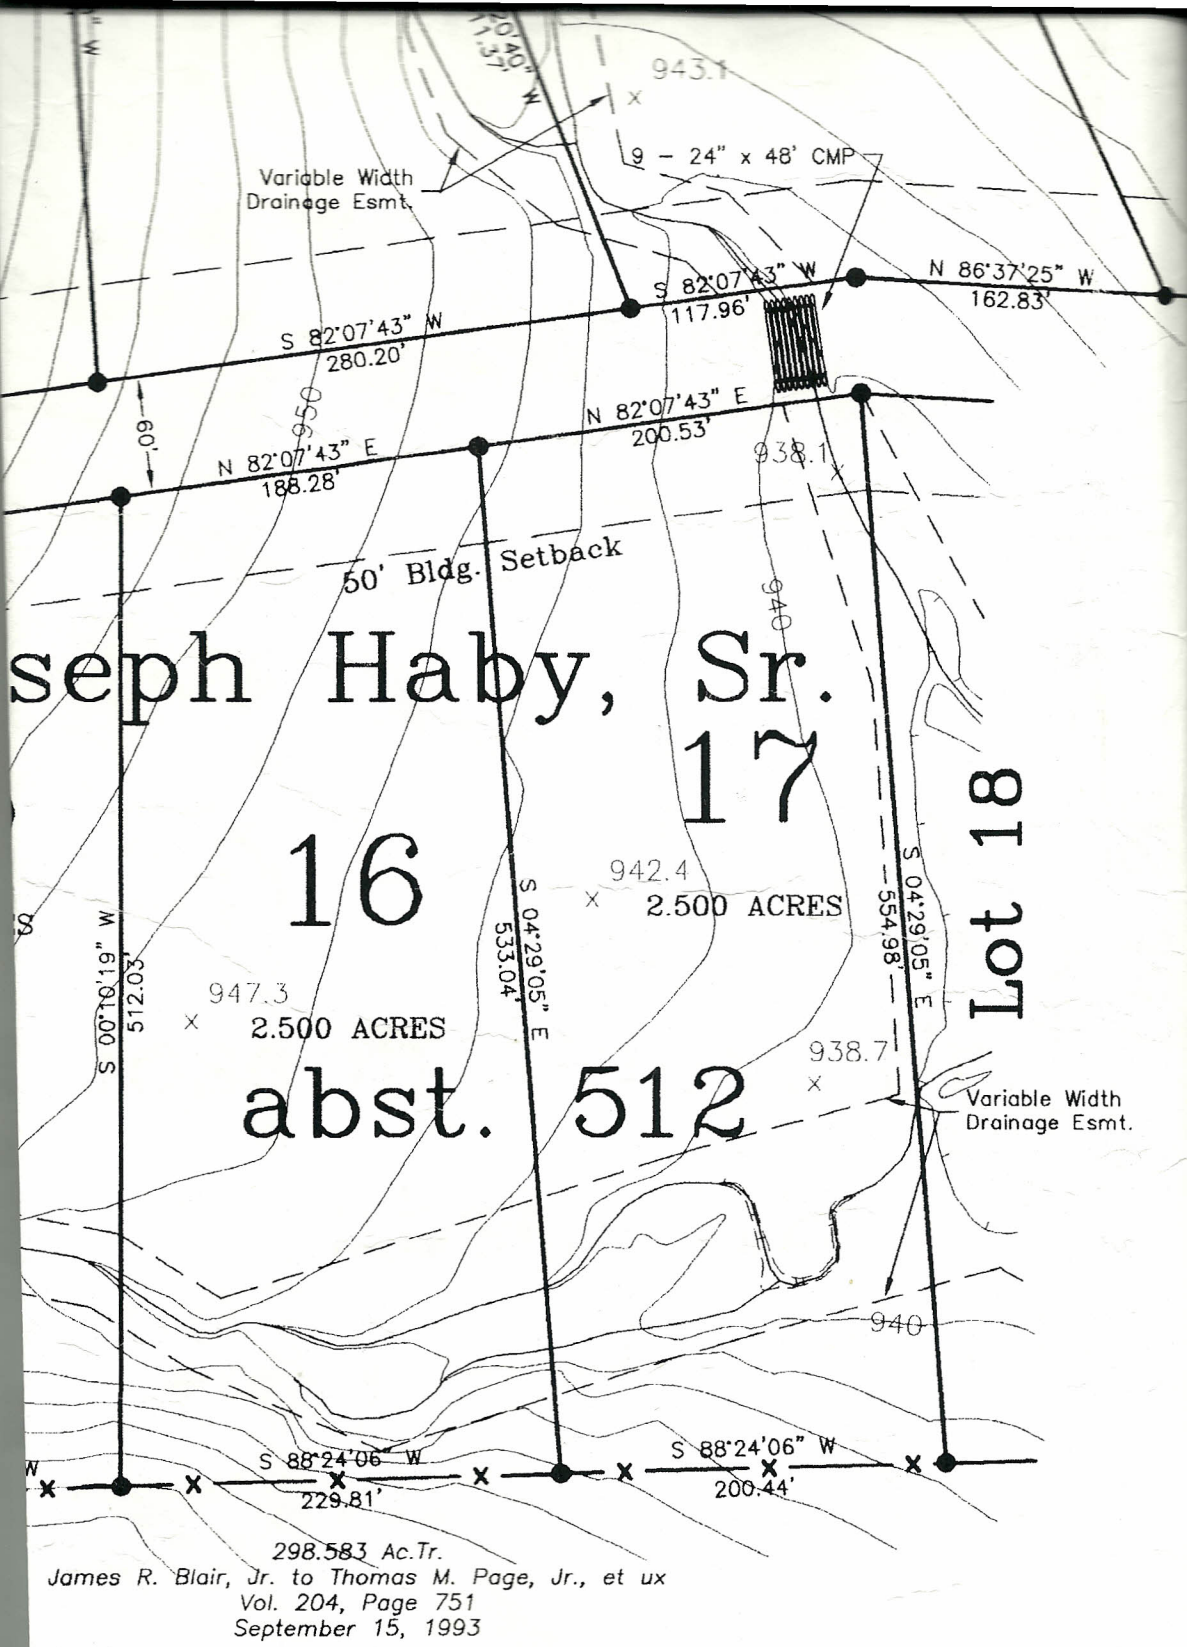 20'40" W
11.37'
943.1
9 - 24" x 48' CMP
Variable Width
Drainage Esmt.
S 82°07'43" W
117.96'
N 86°37'25" W
162.83'
S 82°07'43" W
280.20'
950
60'
N 82°07'43" E
200.53'
N 82°07'43" E
188.28'
938.1
50' Bldg. Setback
940
seph Haby, Sr.
17
16
Lot 18
942.4
2.500 ACRES
S 04°29'05" E
554.98'
S 04°29'05" E
533.04'
S 00°10'19" W
512.03'
947.3
2.500 ACRES
938.7
abst. 512
Variable Width
Drainage Esmt.
940
S 88°24'06" W
200.44'
S 88°24'06" W
229.81'
W
298.583 Ac.Tr.
James R. Blair, Jr. to Thomas M. Page, Jr., et ux
Vol. 204, Page 751
September 15, 1993